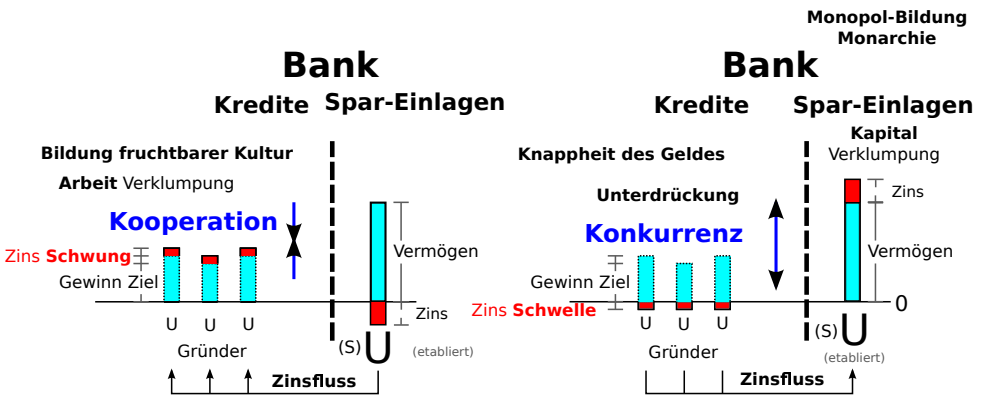 Bank
Kredite
Spar-Einlagen
Bildung fruchtbarer Kultur
Arbeit Verklumpung
Kooperation
Zins Schwung
Gewinn Ziel
Vermögen
Zins
U U U
Gründer
(S) U
(etabliert)
Zinsfluss
Monopol-Bildung
Monarchie
Bank
Kredite
Spar-Einlagen
Kapital
Verklumpung
Knappheit des Geldes
Unterdrückung
Konkurrenz
Zins
Gewinn Ziel
Vermögen
Zins Schwelle
0
U U U
Gründer
(S) U
(etabliert)
Zinsfluss